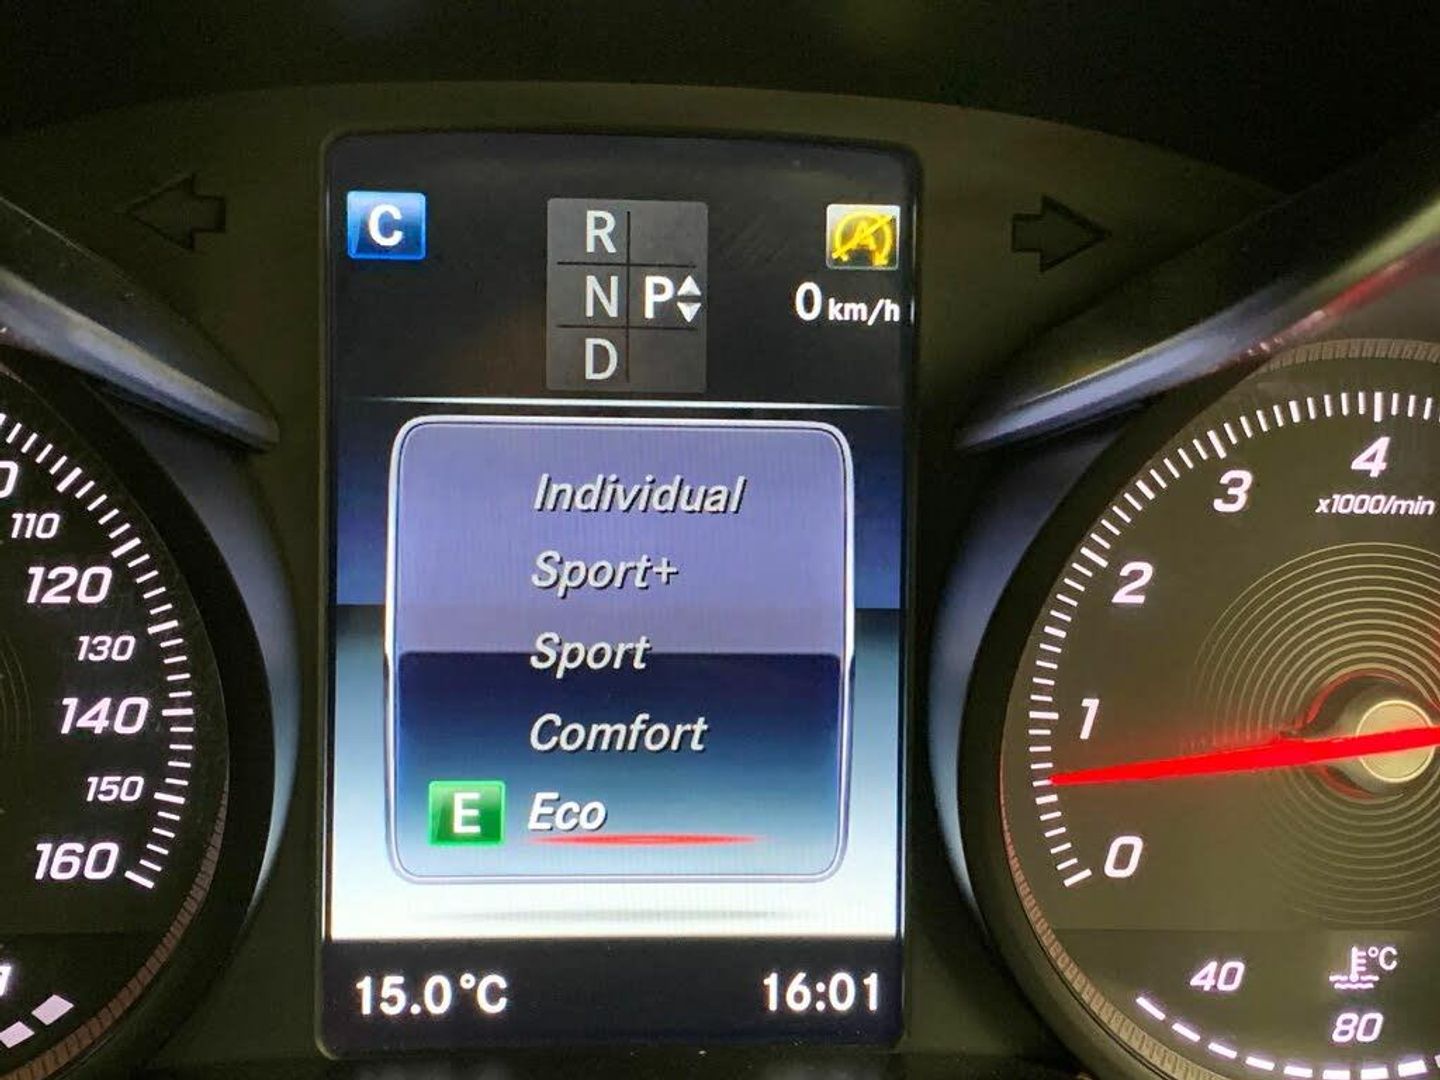 C
R
N P
D
A
0 km/h
Individual
Sport+
Sport
Comfort
E Eco
15.0°C
16:01
110
120
130
140
150
160
4
3
x1000/min
2
1
0
40
°C
80